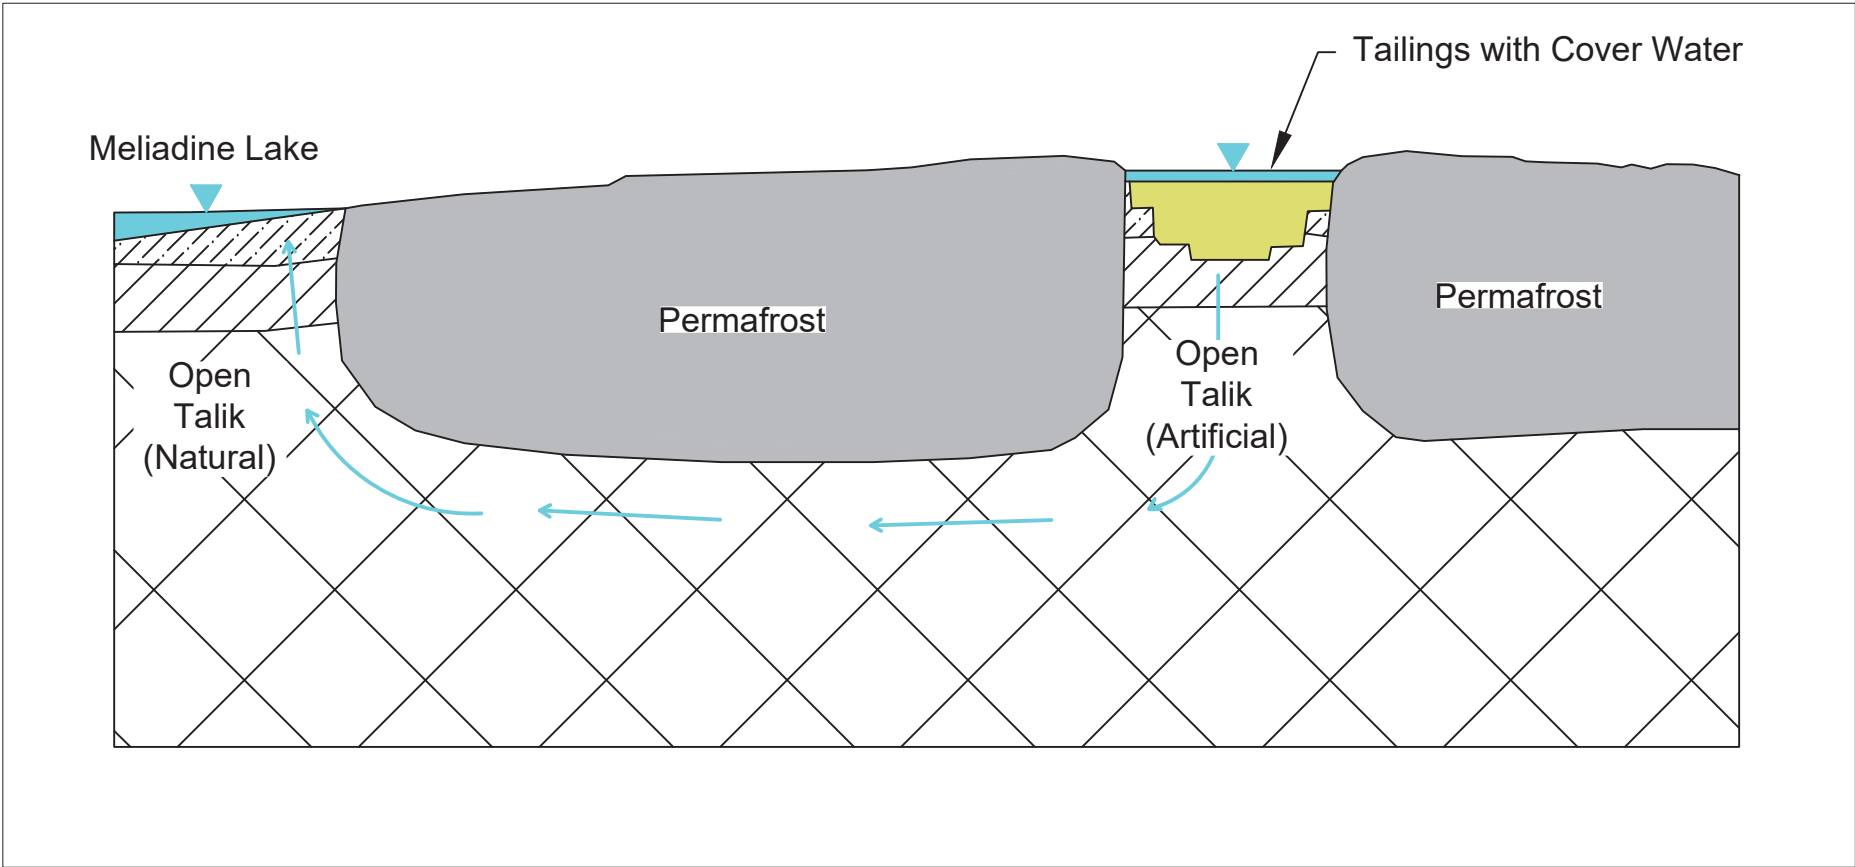 Tailings with Cover Water
Meliadine Lake
Permafrost
Permafrost
Open
Talik
(Natural)
Open
Talik
(Artificial)